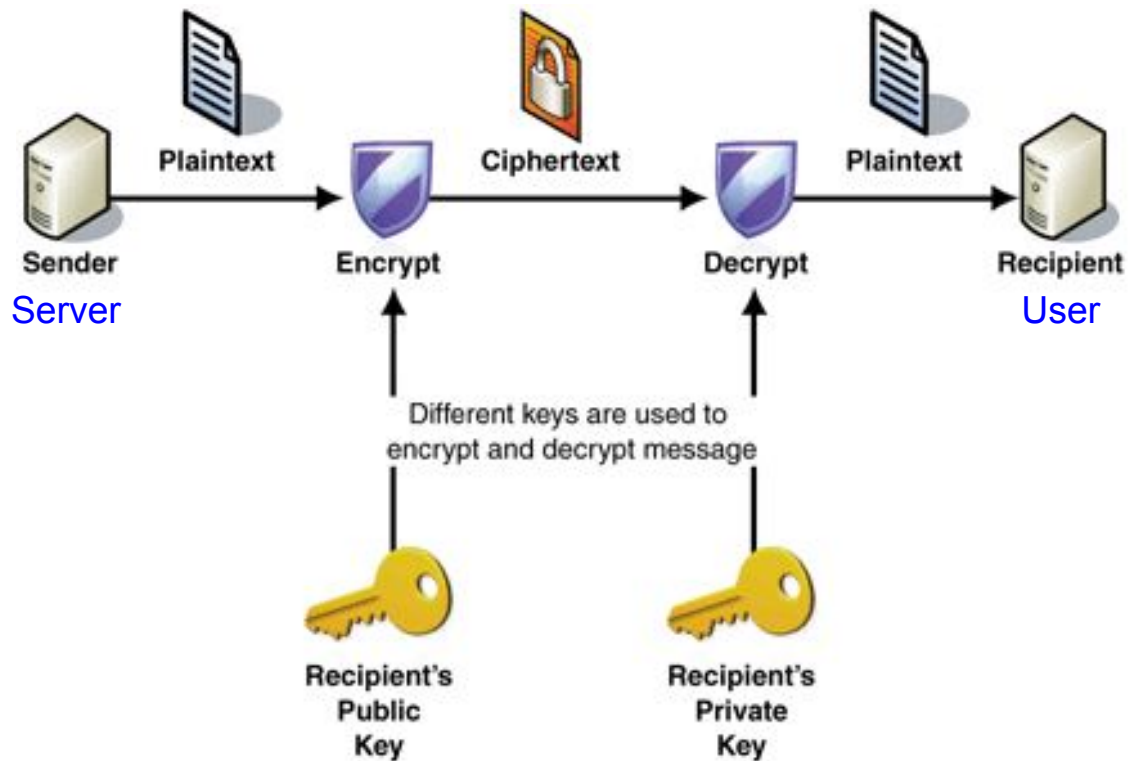 Plaintext
Ciphertext
Plaintext
Sender
Encrypt
Decrypt
Recipient
Server
User
Different keys are used to
encrypt and decrypt message
Recipient's
Public
Key
Recipient's
Private
Key